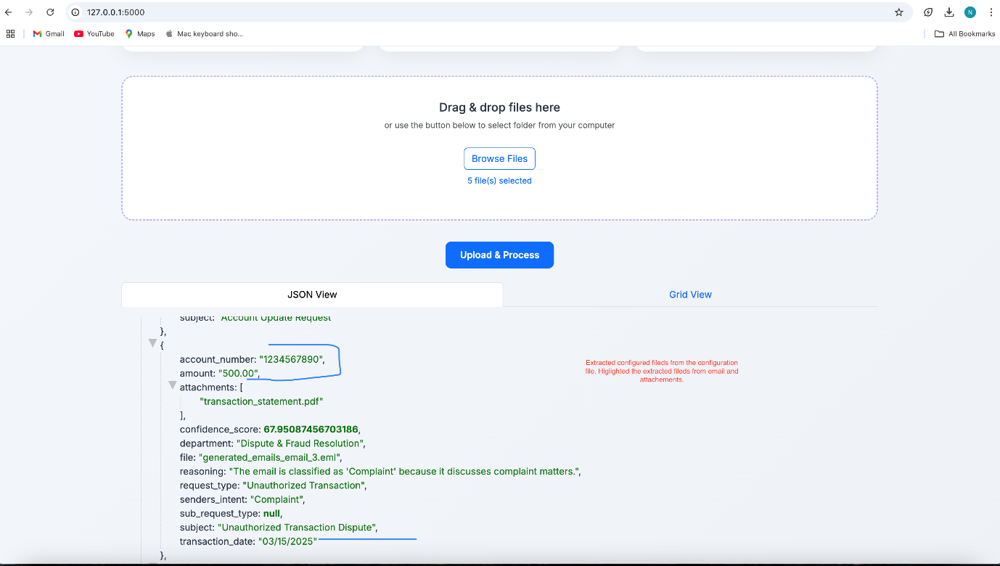 127.0.0.1:5000
N
Gmail
YouTube
Maps
Mac keyboard sho...
All Bookmarks
Drag & drop files here
or use the button below to select folder from your computer
Browse Files
5 file(s) selected
Upload & Process
JSON View
Grid View
subject: "Account Update Request"
},
{
account_number: "1234567890",
amount: "500.00",
attachments: [
"transaction_statement.pdf"
],
confidence_score: 67.95087456703186,
department: "Dispute & Fraud Resolution",
file: "generated_emails_email_3.eml",
reasoning: "The email is classified as 'Complaint' because it discusses complaint matters.",
request_type: "Unauthorized Transaction",
senders_intent: "Complaint",
sub_request_type: null,
subject: "Unauthorized Transaction Dispute",
transaction_date: "03/15/2025"
},
Extracted configured fileds from the configuration
file. Higlighted the extracted fileds from email and
attachements.